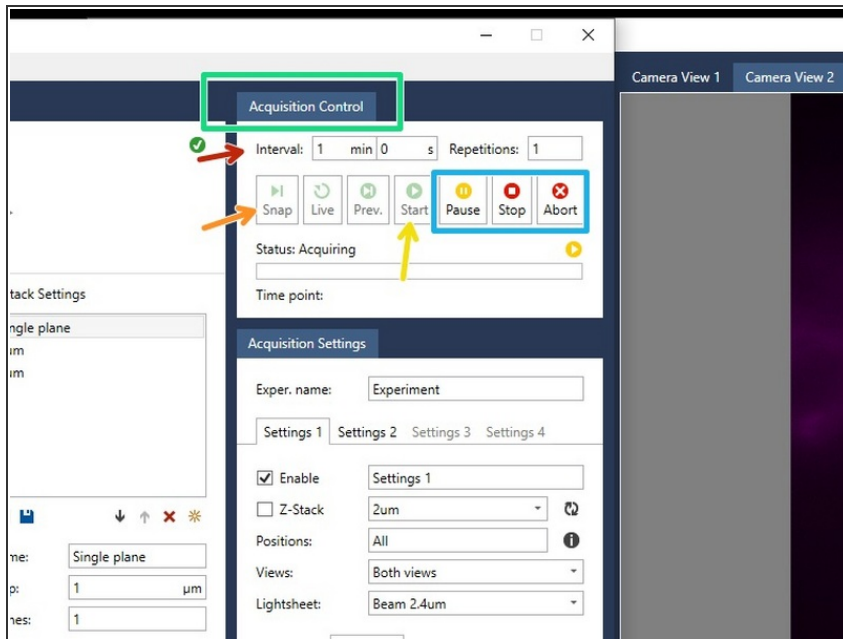 Camera View 1 Camera View 2
Acquisition Control
Interval: 1 min 0 s Repetitions: 1
Snap Live Prev. Start Pause Stop Abort
Status: Acquiring
Time point:
tack Settings
ngle plane
um
um
me: Single plane
p: 1 µm
nes: 1
Acquisition Settings
Exper. name: Experiment
Settings 1 Settings 2 Settings 3 Settings 4
Enable Settings 1
Z-Stack 2um
Positions: All
Views: Both views
Lightsheet: Beam 2.4um